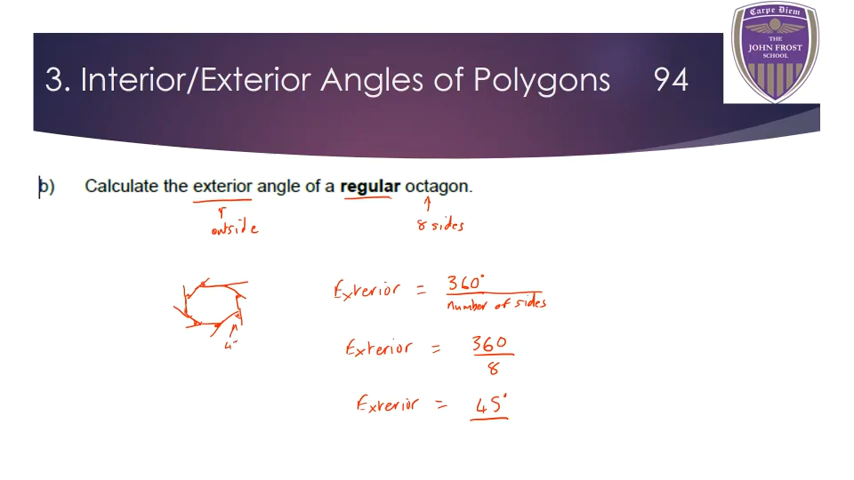 Carpe Diem
THE
JOHN FROST
SCHOOL
3. Interior/Exterior Angles of Polygons 94
b) Calculate the exterior angle of a regular octagon.
outside
8 sides
Exterior = 360°
number of sides
Exterior = 360
8
Exterior = 45°